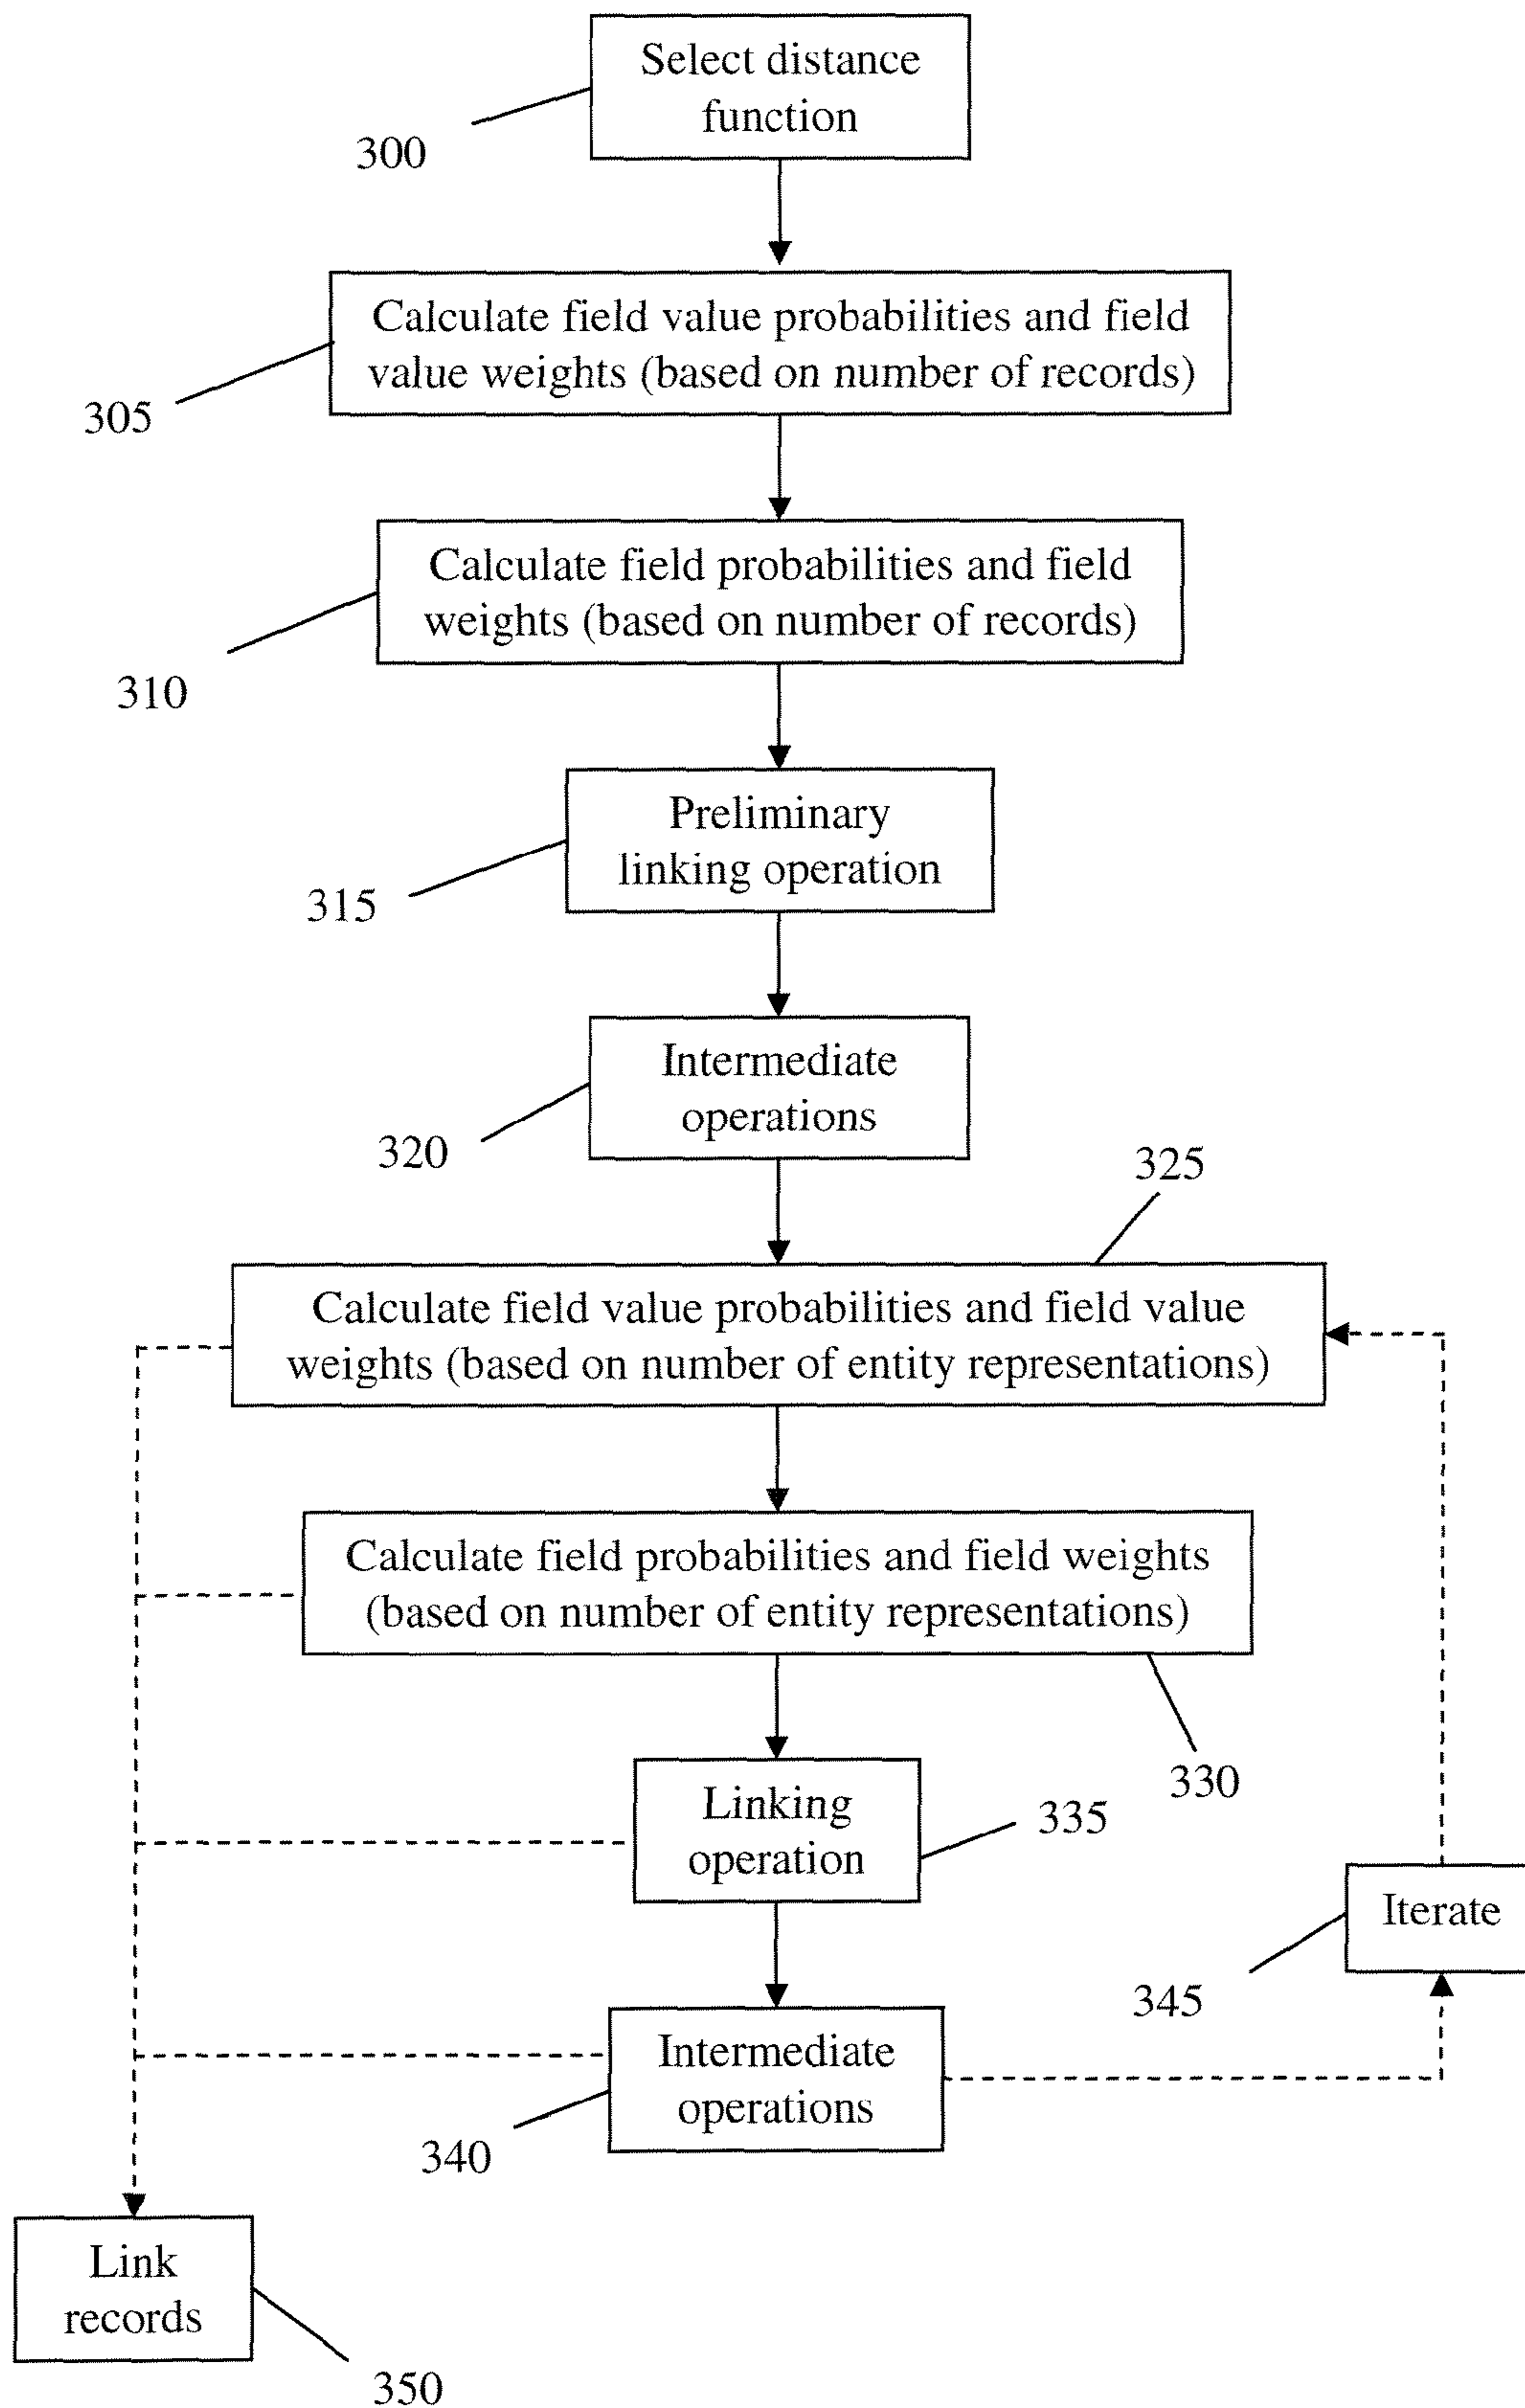 Select distance
function
300
Calculate field value probabilities and field
value weights (based on number of records)
305
Calculate field probabilities and field
weights (based on number of records)
310
Preliminary
linking operation
315
Intermediate
operations
320
325
Calculate field value probabilities and field value
weights (based on number of entity representations)
Calculate field probabilities and field weights
(based on number of entity representations)
330
Linking
operation
335
Iterate
345
Intermediate
operations
340
Link
records
350